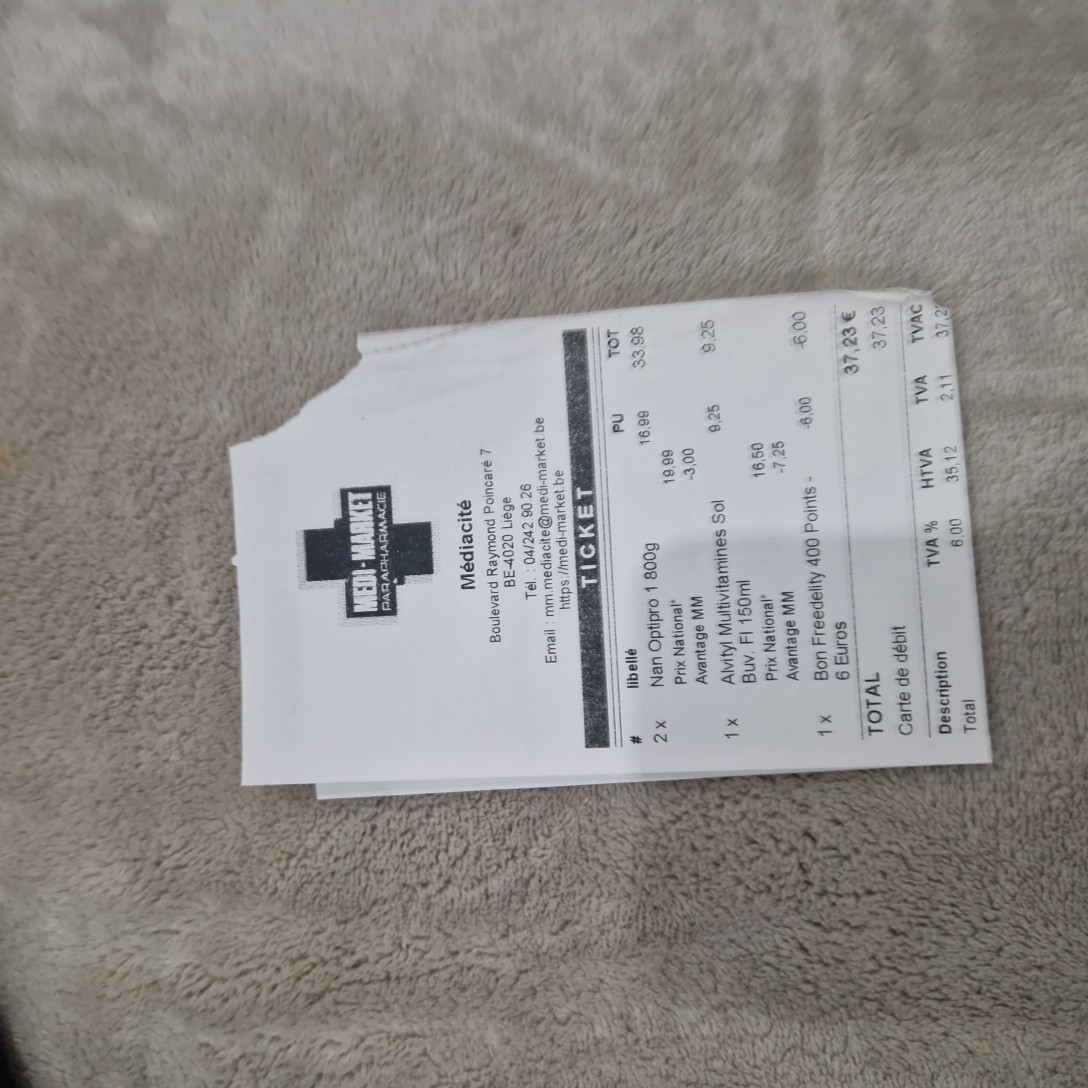 MEDI-MARKET
PARAPHARMACIE
Médiacité
Boulevard Raymond Poincaré 7
BE-4020 Liège
Tél. : 04/242.90.26
Email : mm.mediacite@medi-market.be
https://medi-market.be
TICKET
# libellé PU TOT
2 x Nan Optipro 1 800g 16,99 33,98
Prix National* 19,99
Avantage MM -3,00
1 x Alvityl Multivitamines Sol 9,25 9,25
Buv. Fl 150ml
Prix National* 16,50
Avantage MM -7,25
1 x Bon Freedelity 400 Points - -6,00 -6,00
6 Euros
TOTAL 37,23 €
Carte de débit 37,23
Description TVA % HTVA TVA TVAC
Total 6,00 35,12 2,11 37,2